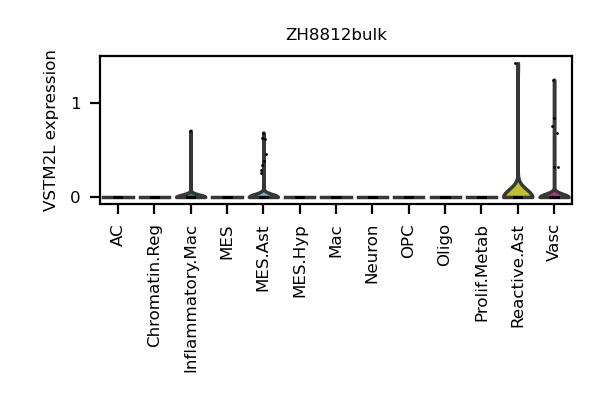 ZH8812bulk
VSTM2L expression
1
0
AC
Chromatin.Reg
Inflammatory.Mac
MES
MES.Ast
MES.Hyp
Mac
Neuron
OPC
Oligo
Prolif.Metab
Reactive.Ast
Vasc